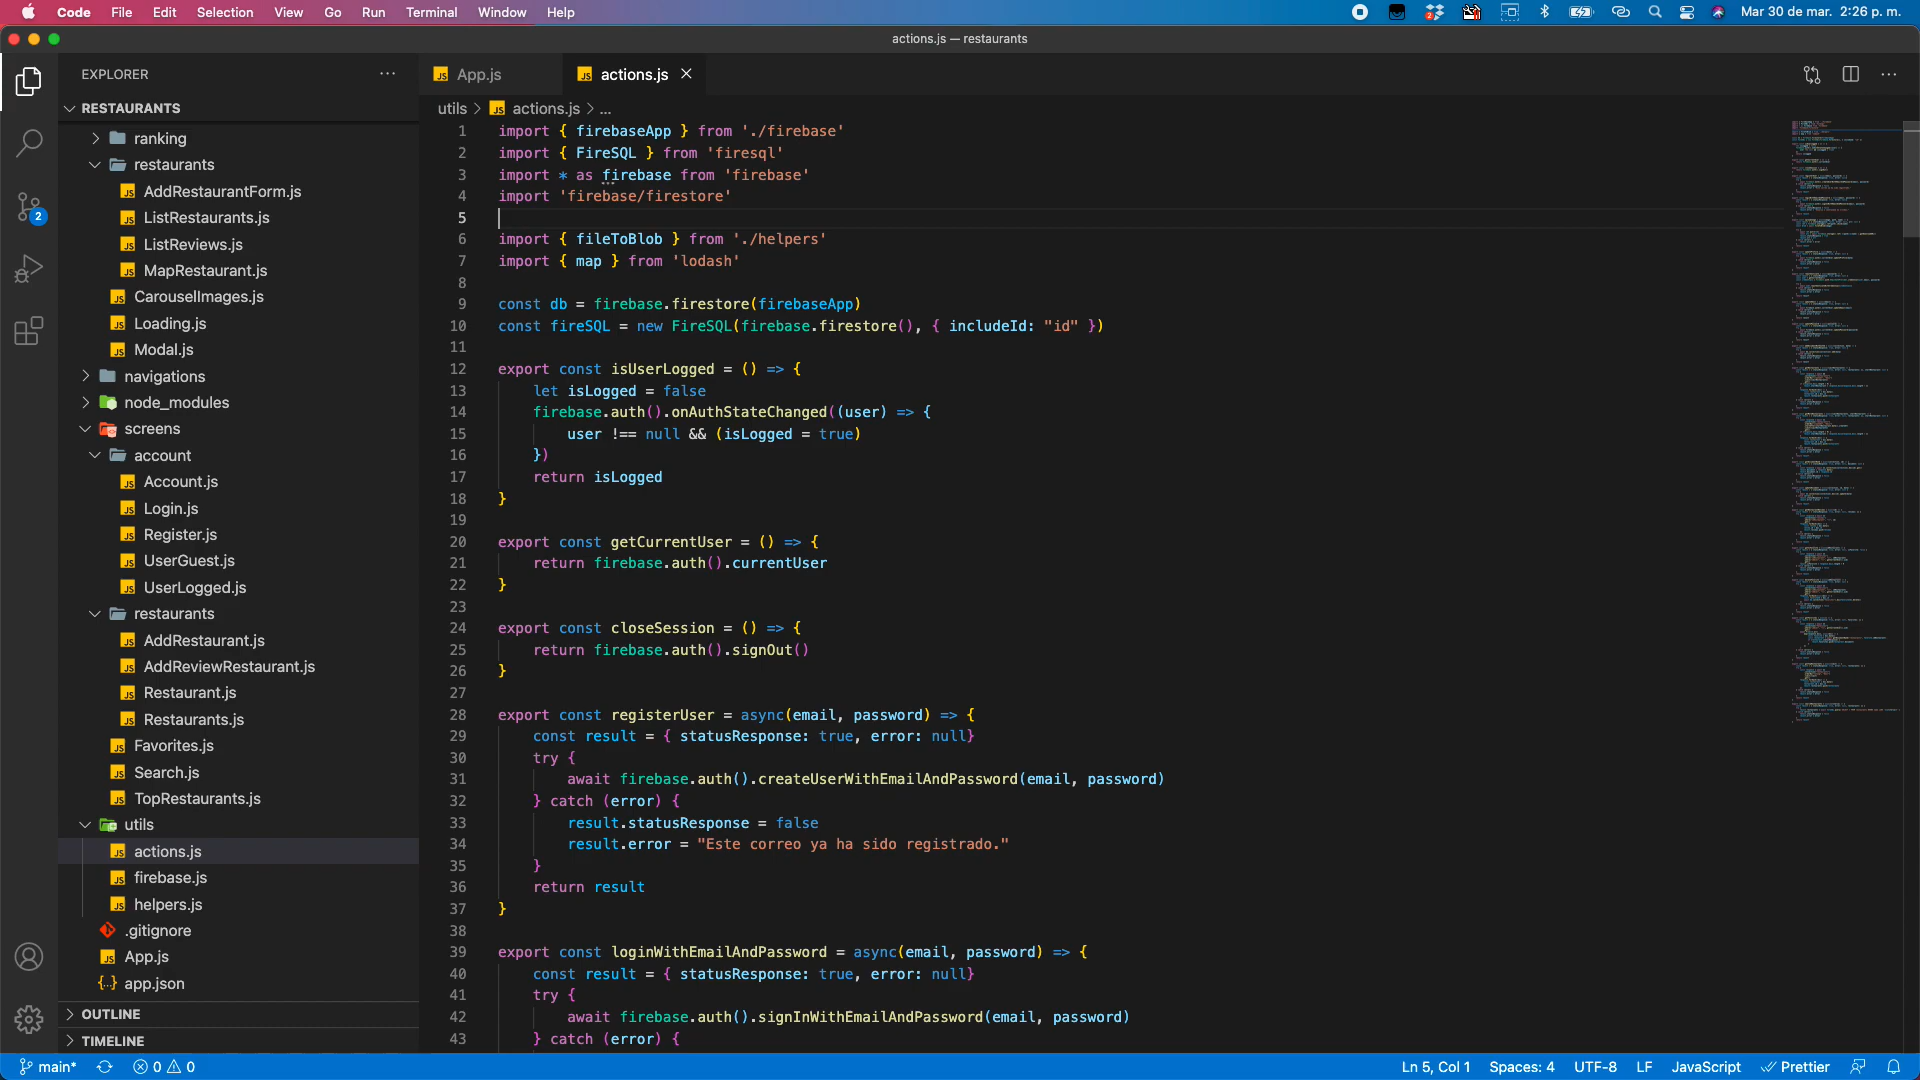 Code File Edit Selection View Go Run Terminal Window Help
2
Mar 30 de mar. 2:26 p. m.
actions.js — restaurants
EXPLORER
App.js
actions.js
RESTAURANTS
utils > actions.js > ...
ranking
restaurants
AddRestaurantForm.js
ListRestaurants.js
ListReviews.js
MapRestaurant.js
CarouselImages.js
Loading.js
Modal.js
navigations
node_modules
screens
account
Account.js
Login.js
Register.js
UserGuest.js
UserLogged.js
restaurants
AddRestaurant.js
AddReviewRestaurant.js
Restaurant.js
Restaurants.js
Favorites.js
Search.js
TopRestaurants.js
utils
actions.js
firebase.js
helpers.js
.gitignore
App.js
app.json
OUTLINE
TIMELINE
2
1 import { firebaseApp } from './firebase'
2 import { FireSQL } from 'firesql'
3 import * as firebase from 'firebase'
4 import 'firebase/firestore'
5
6 import { fileToBlob } from './helpers'
7 import { map } from 'lodash'
8
9 const db = firebase.firestore(firebaseApp)
10 const fireSQL = new FireSQL(firebase.firestore(), { includeId: "id" })
11
12 export const isUserLogged = () => {
13 let isLogged = false
14 firebase.auth().onAuthStateChanged((user) => {
15 user !== null && (isLogged = true)
16 })
17 return isLogged
18 }
19
20 export const getCurrentUser = () => {
21 return firebase.auth().currentUser
22 }
23
24 export const closeSession = () => {
25 return firebase.auth().signOut()
26 }
27
28 export const registerUser = async(email, password) => {
29 const result = { statusResponse: true, error: null}
30 try {
31 await firebase.auth().createUserWithEmailAndPassword(email, password)
32 } catch (error) {
33 result.statusResponse = false
34 result.error = "Este correo ya ha sido registrado."
35 }
36 return result
37 }
38
39 export const loginWithEmailAndPassword = async(email, password) => {
40 const result = { statusResponse: true, error: null}
41 try {
42 await firebase.auth().signInWithEmailAndPassword(email, password)
43 } catch (error) {
main* 0 0 Ln 5, Col 1 Spaces: 4 UTF-8 LF JavaScript Prettier